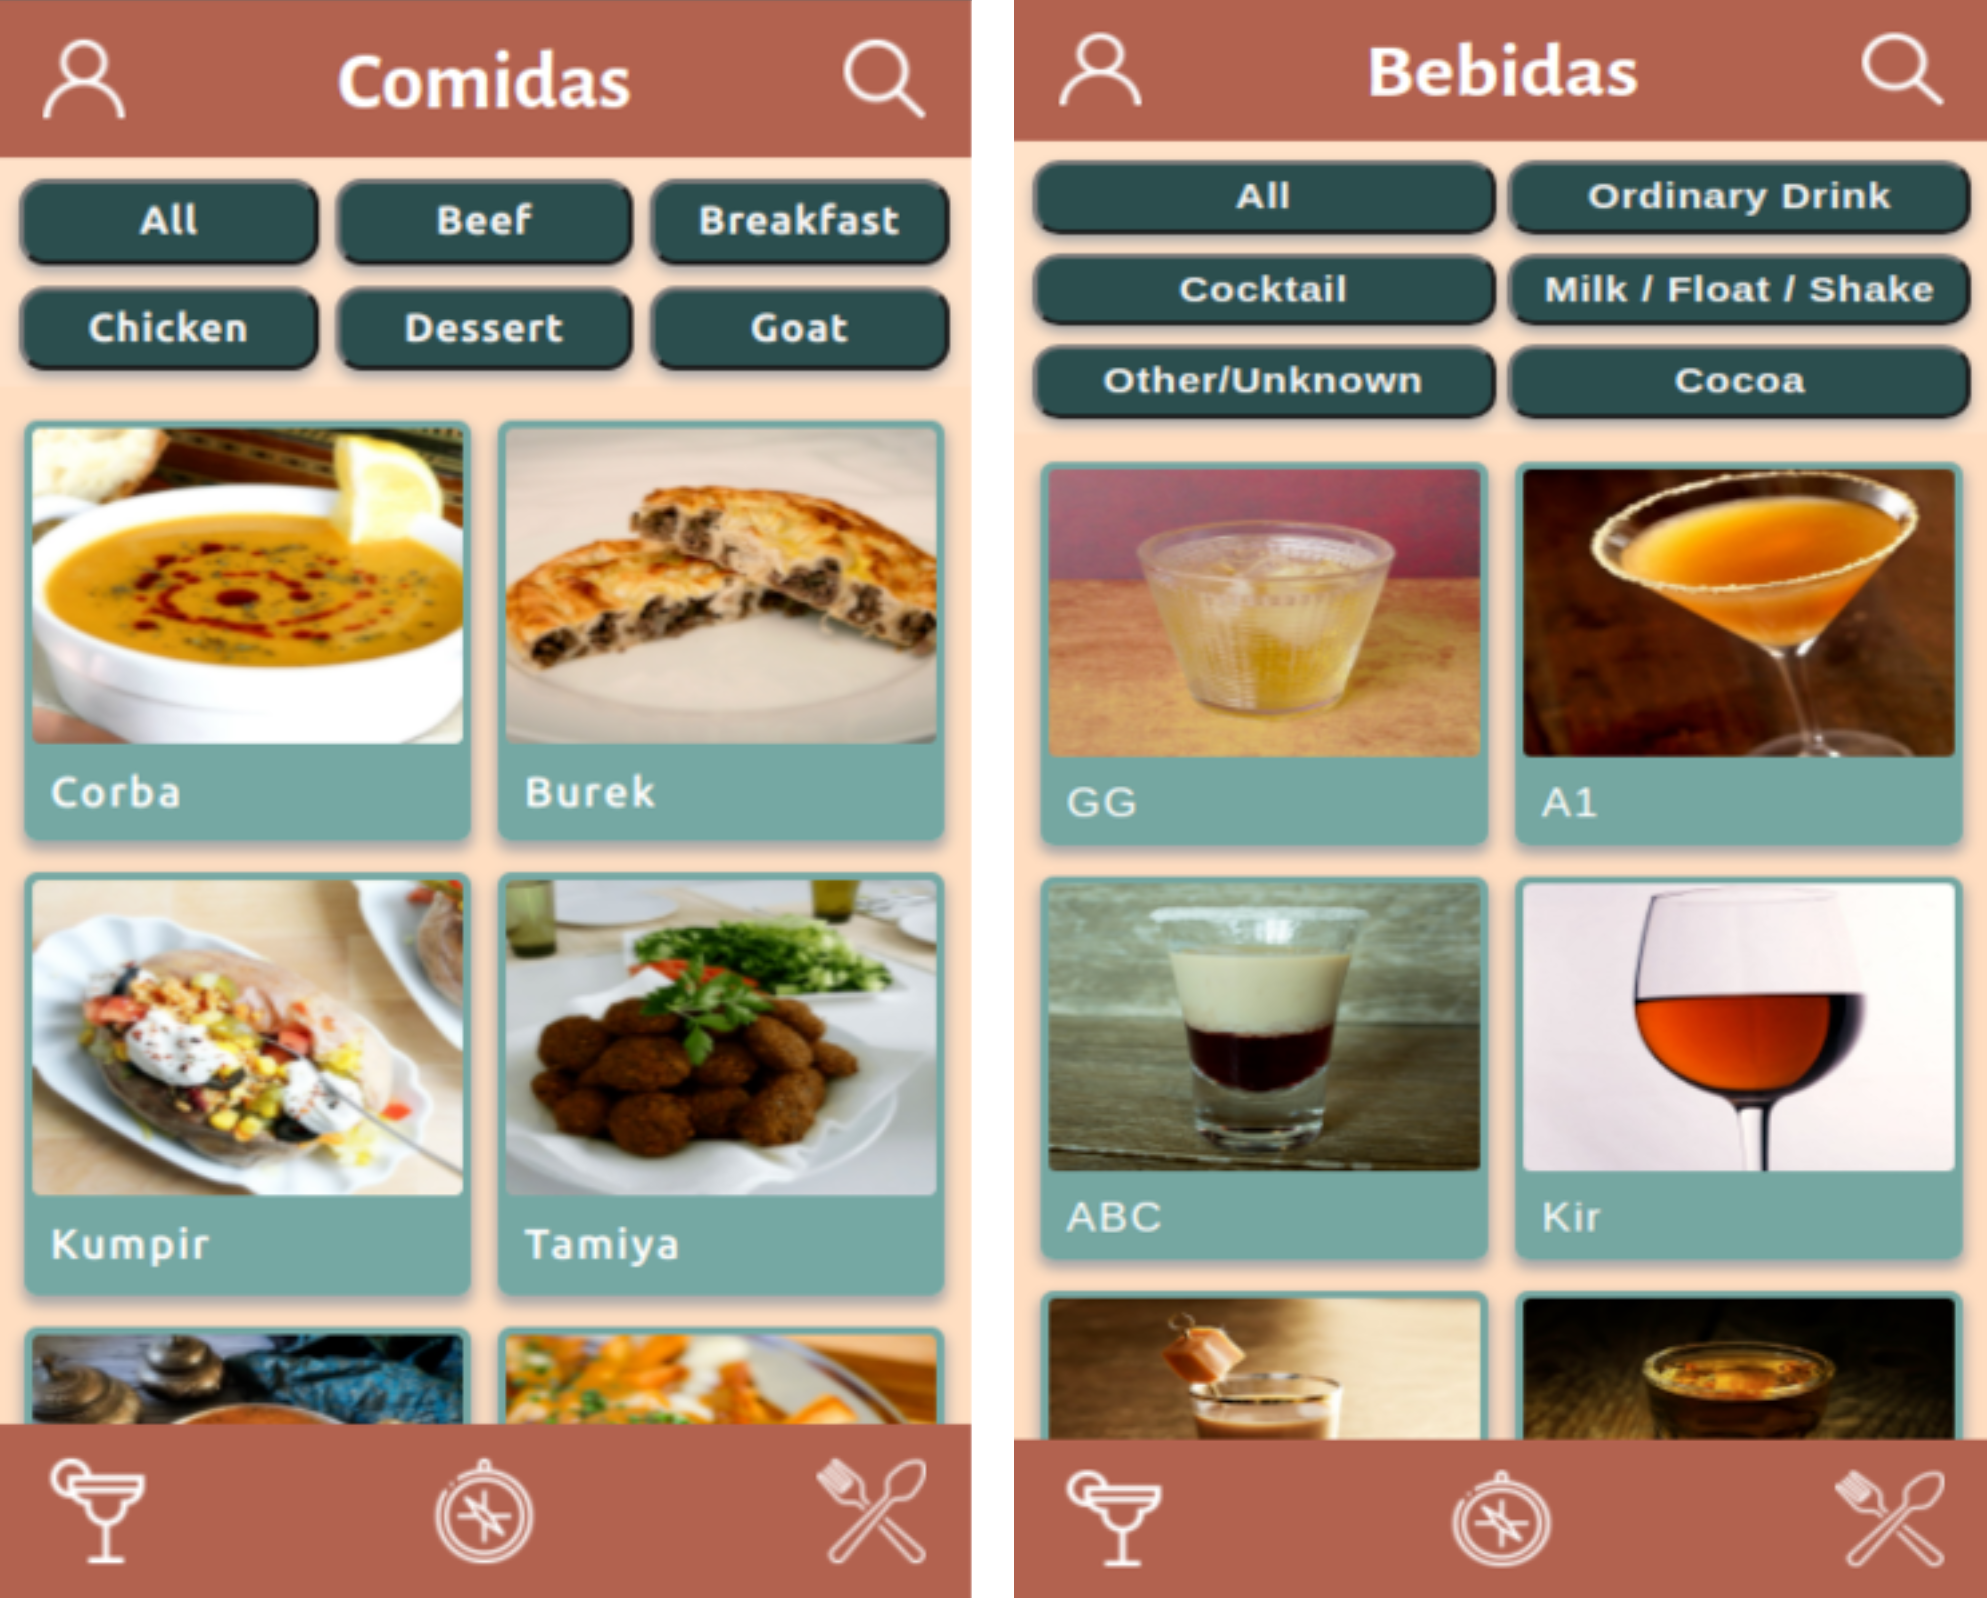 Comidas
All Beef Breakfast
Chicken Dessert Goat
Corba Burek
Kumpir Tamiya
Bebidas
All Ordinary Drink
Cocktail Milk / Float / Shake
Other/Unknown Cocoa
GG A1
ABC Kir